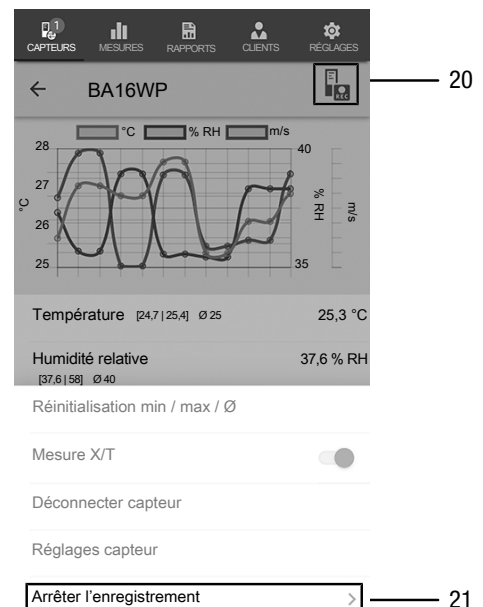 1
CAPTEURS MESURES RAPPORTS CLIENTS RÉGLAGES
BA16WP
REC
20
°C % RH m/s
28 40
27
26
25 35
°C
% RH
m/s
Température [24,7 | 25,4] Ø 25 25,3 °C
Humidité relative 37,6 % RH
[37,6 | 58] Ø 40
Réinitialisation min / max / Ø
Mesure X/T
Déconnecter capteur
Réglages capteur
Arrêter l'enregistrement
21